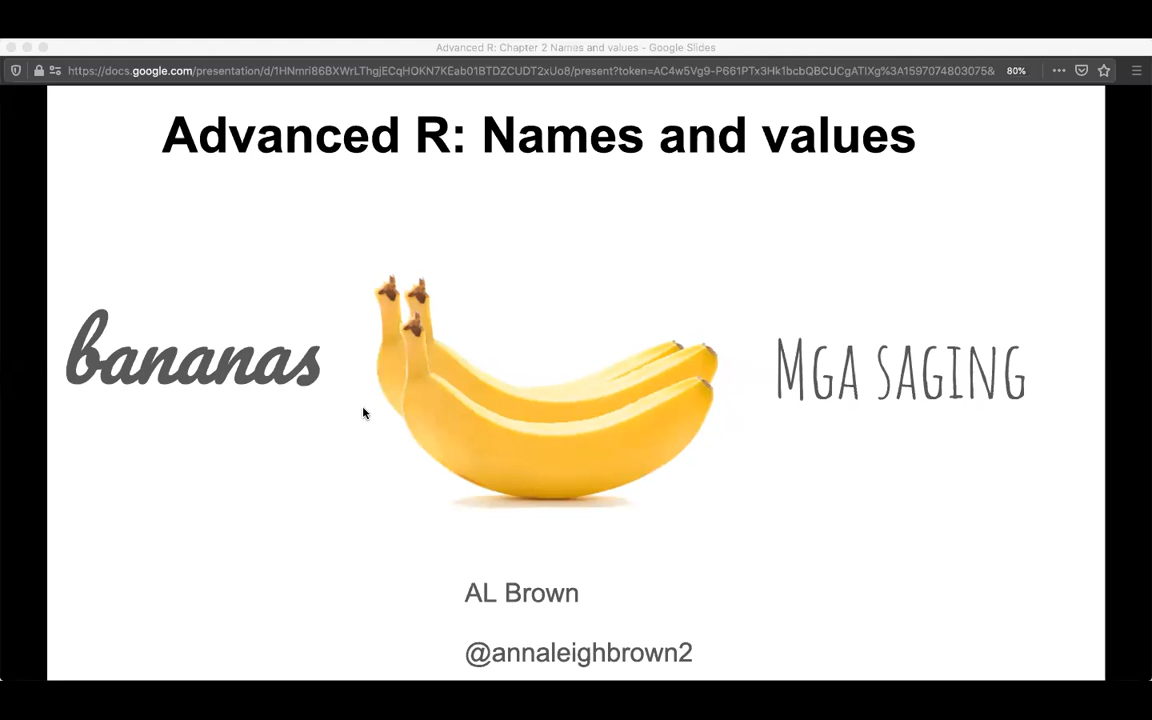 Advanced R: Chapter 2 Names and values - Google Slides
https://docs.google.com/presentation/d/1HNmri86BXWrLThgjECqHOKN7KEab01BTDZCUDT2xUo8/present?token=AC4w5Vg9-P661PTx3Hk1bcbQBCUCgATIXg%3A1597074803075& 80%
Advanced R: Names and values
bananas
MGA SAGING
AL Brown
@annaleighbrown2